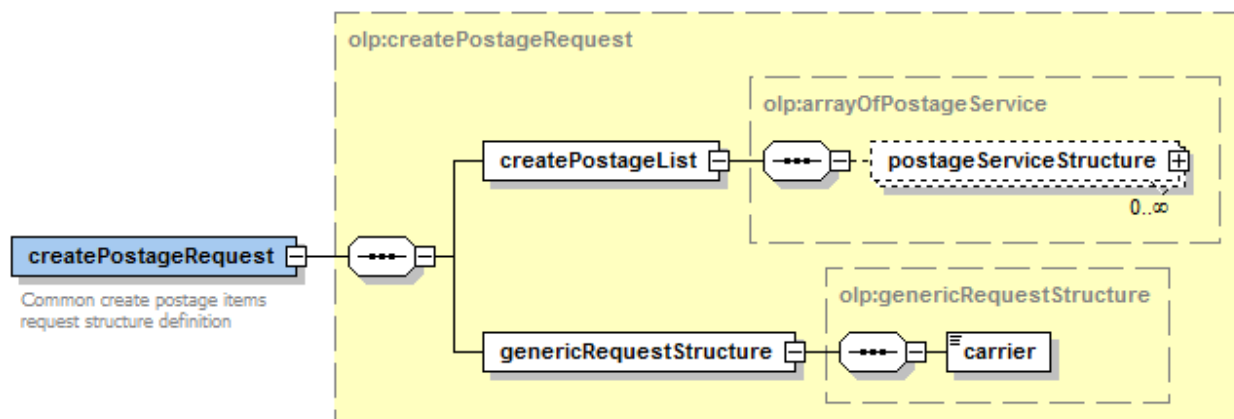 olp:createPostageRequest
olp:arrayOfPostageService
createPostageList
postageServiceStructure
0..∞
createPostageRequest
Common create postage items
request structure definition
olp:genericRequestStructure
genericRequestStructure
carrier